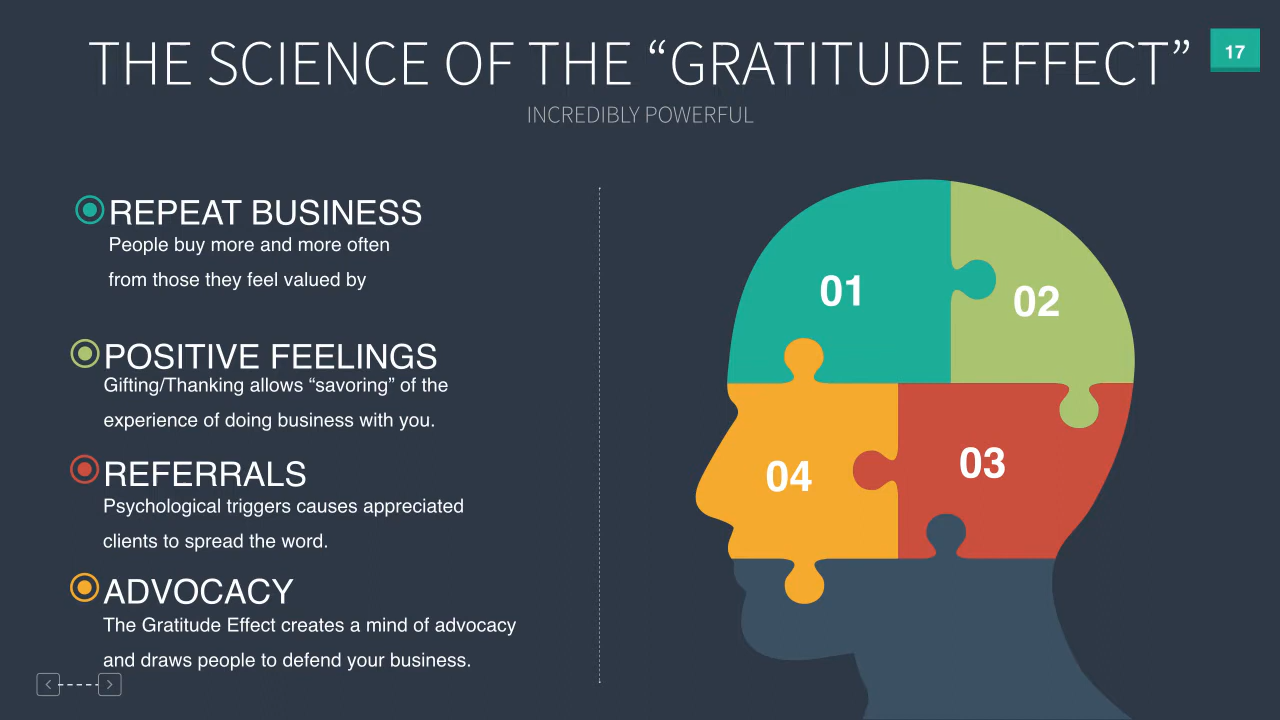 THE SCIENCE OF THE “GRATITUDE EFFECT”
17
INCREDIBLY POWERFUL
REPEAT BUSINESS
People buy more and more often
from those they feel valued by
POSITIVE FEELINGS
Gifting/Thanking allows “savoring” of the
experience of doing business with you.
REFERRALS
Psychological triggers causes appreciated
clients to spread the word.
ADVOCACY
The Gratitude Effect creates a mind of advocacy
and draws people to defend your business.
01
02
03
04